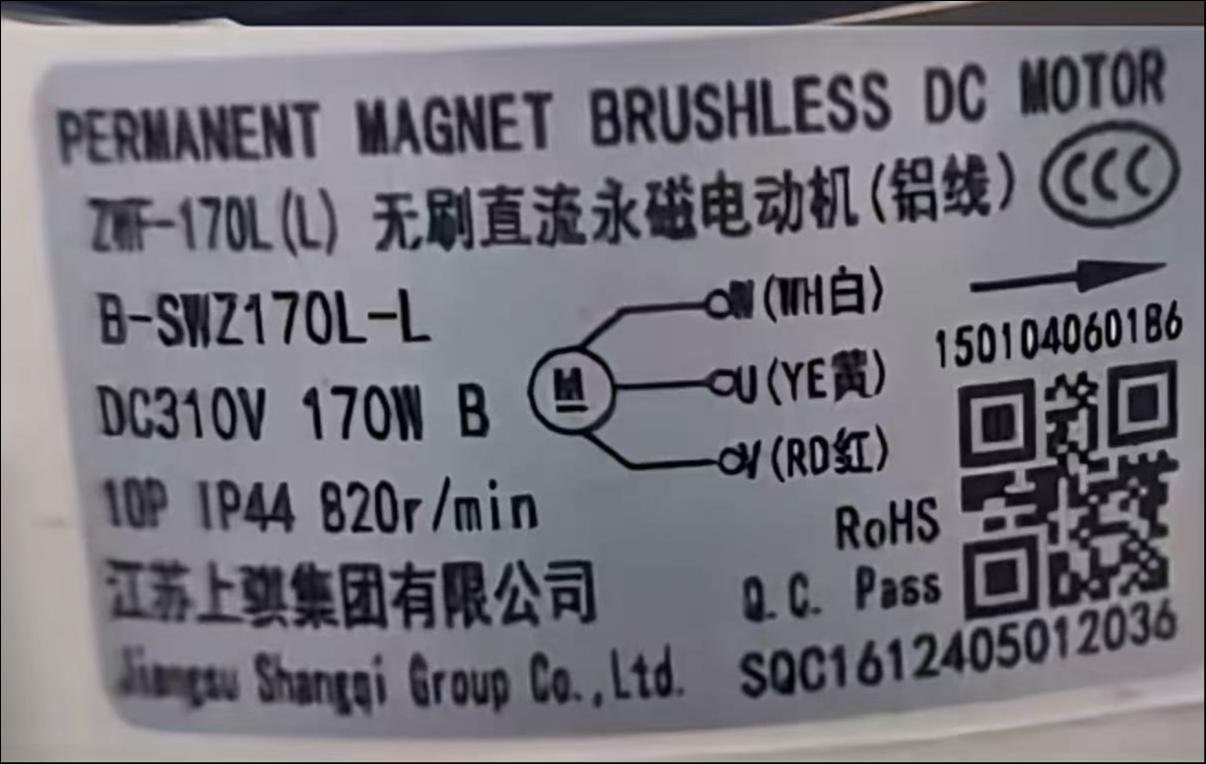 PERMANENT MAGNET BRUSHLESS DC MOTOR
ZWF-170L(L) 无刷直流永磁电动机(铝线)
CCC
B-SWZ170L-L
W(WH白)
M
U(YE黄)
V(RD红)
150104060186
DC310V 170W B
10P IP44 820r/min
RoHS
江苏上骐集团有限公司
Q.C. Pass
Jiangsu Shangqi Group Co.,Ltd.
SQC1612405012036